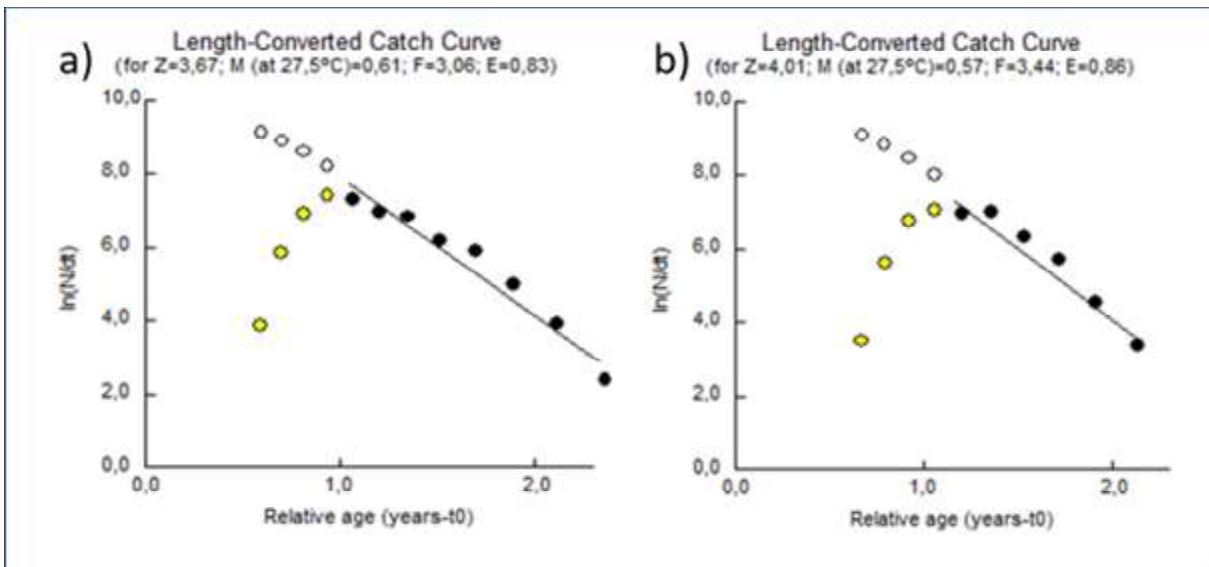 a)
Length-Converted Catch Curve
(for Z=3,67; M (at 27,5ºC)=0,61; F=3,06; E=0,83)
10,0
8,0
6,0
4,0
2,0
0,0
ln(N/dt)
0,0 1,0 2,0
Relative age (years-t0)
b)
Length-Converted Catch Curve
(for Z=4,01; M (at 27,5ºC)=0,57; F=3,44; E=0,86)
10,0
8,0
6,0
4,0
2,0
0,0
ln(N/dt)
0,0 1,0 2,0
Relative age (years-t0)